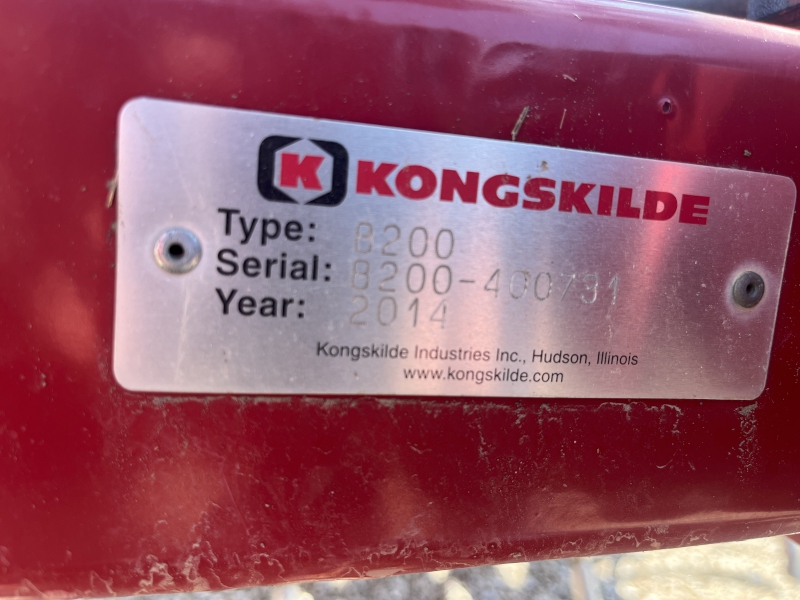 K KONGSKILDE
Type: 8200
Serial: 8200-400731
Year: 2014
Kongskilde Industries Inc., Hudson, Illinois
www.kongskilde.com